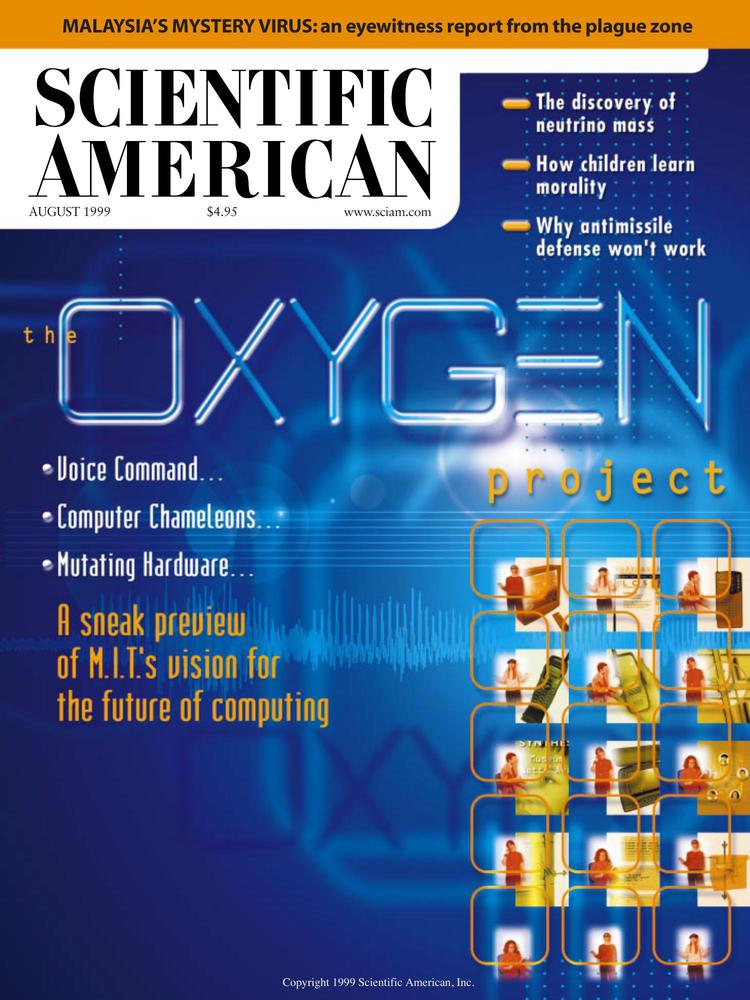 MALAYSIA'S MYSTERY VIRUS: an eyewitness report from the plague zone
SCIENTIFIC
AMERICAN
AUGUST 1999 $4.95 www.sciam.com
The discovery of
neutrino mass
How children learn
morality
Why antimissile
defense won't work
the
OXYGEN
project
•Voice Command...
•Computer Chameleons...
•Mutating Hardware...
A sneak preview
of M.I.T.'s vision for
the future of computing
OXY
Copyright 1999 Scientific American, Inc.